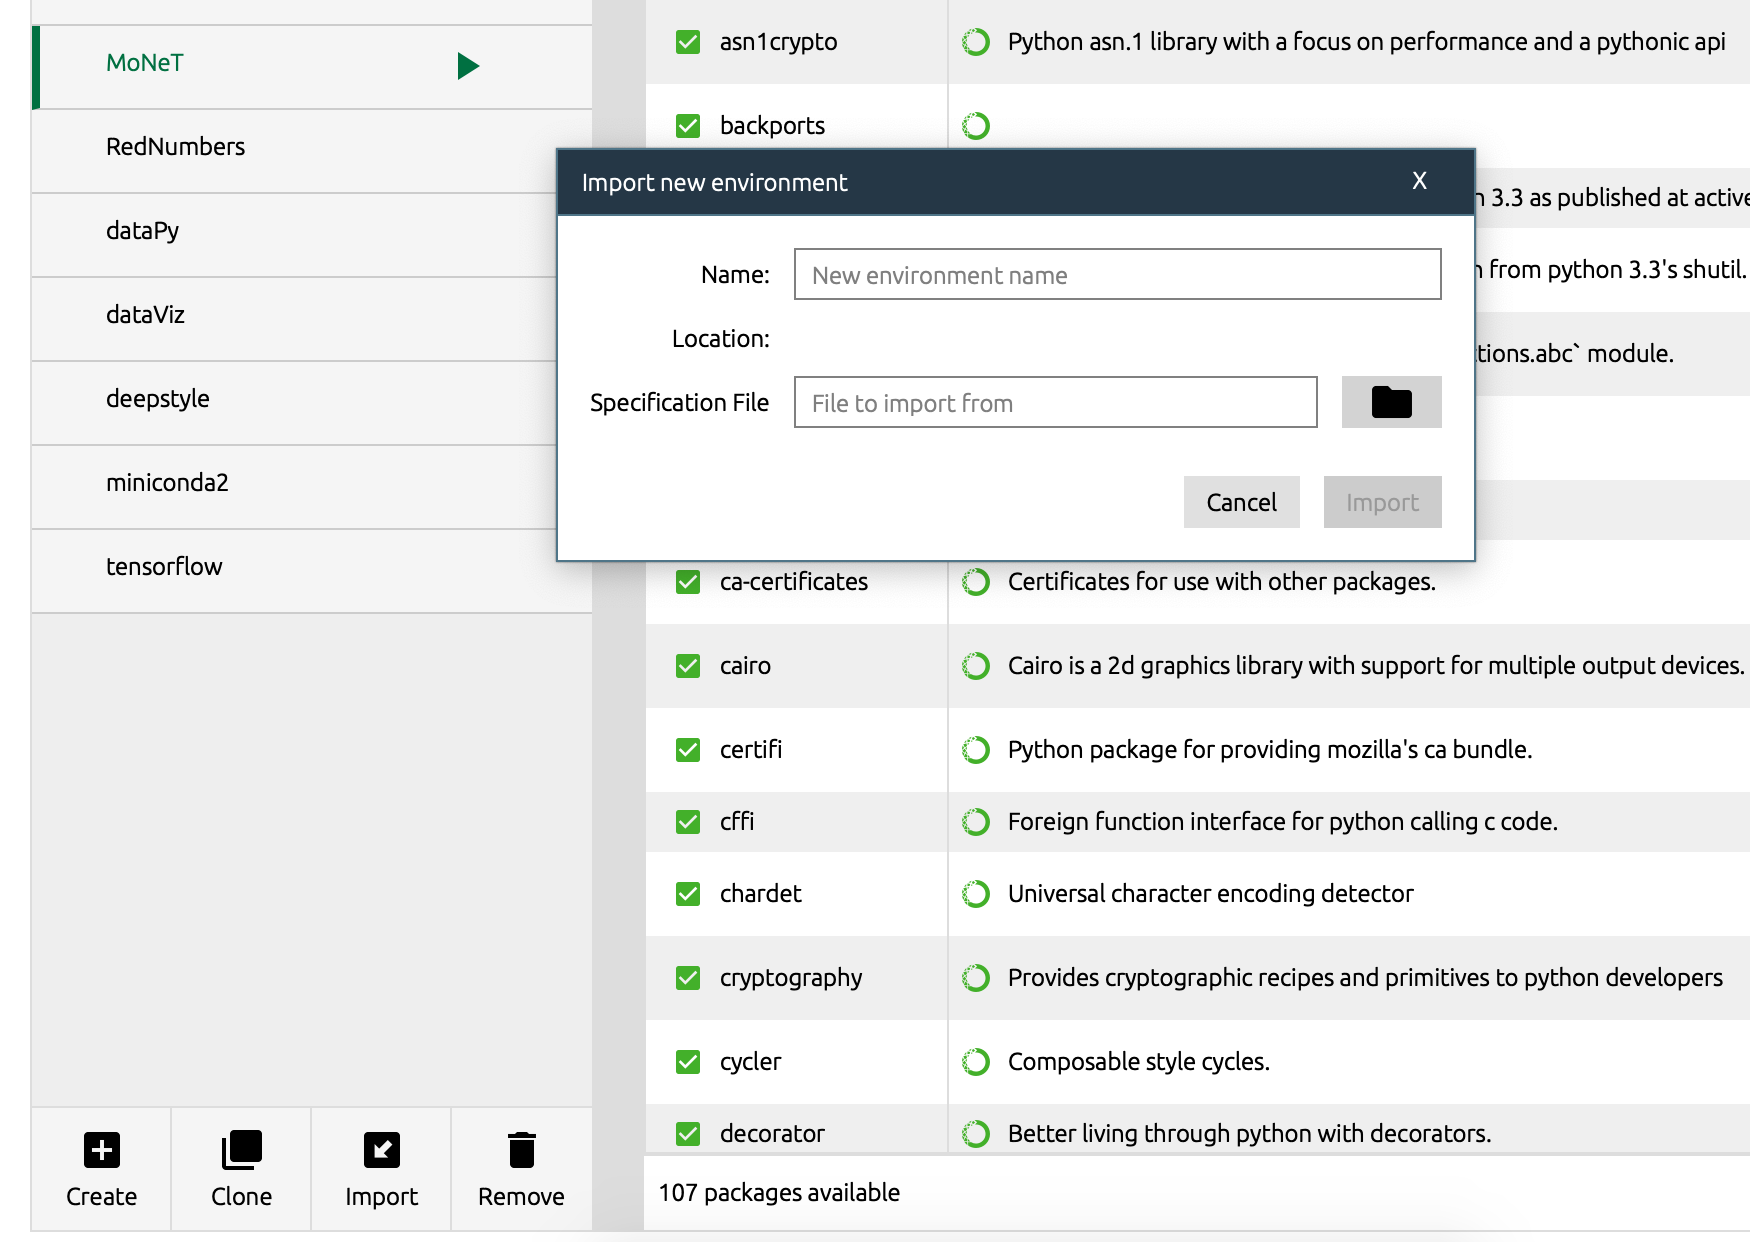 MoNeT
RedNumbers
dataPy
dataViz
deepstyle
miniconda2
tensorflow
Create
Clone
Import
Remove
asn1crypto Python asn.1 library with a focus on performance and a pythonic api
backports
n 3.3 as published at active
n from python 3.3's shutil.
tions.abc` module.
Import new environment X
Name: New environment name
Location:
Specification File File to import from
Cancel Import
ca-certificates Certificates for use with other packages.
cairo Cairo is a 2d graphics library with support for multiple output devices.
certifi Python package for providing mozilla's ca bundle.
cffi Foreign function interface for python calling c code.
chardet Universal character encoding detector
cryptography Provides cryptographic recipes and primitives to python developers
cycler Composable style cycles.
decorator Better living through python with decorators.
107 packages available